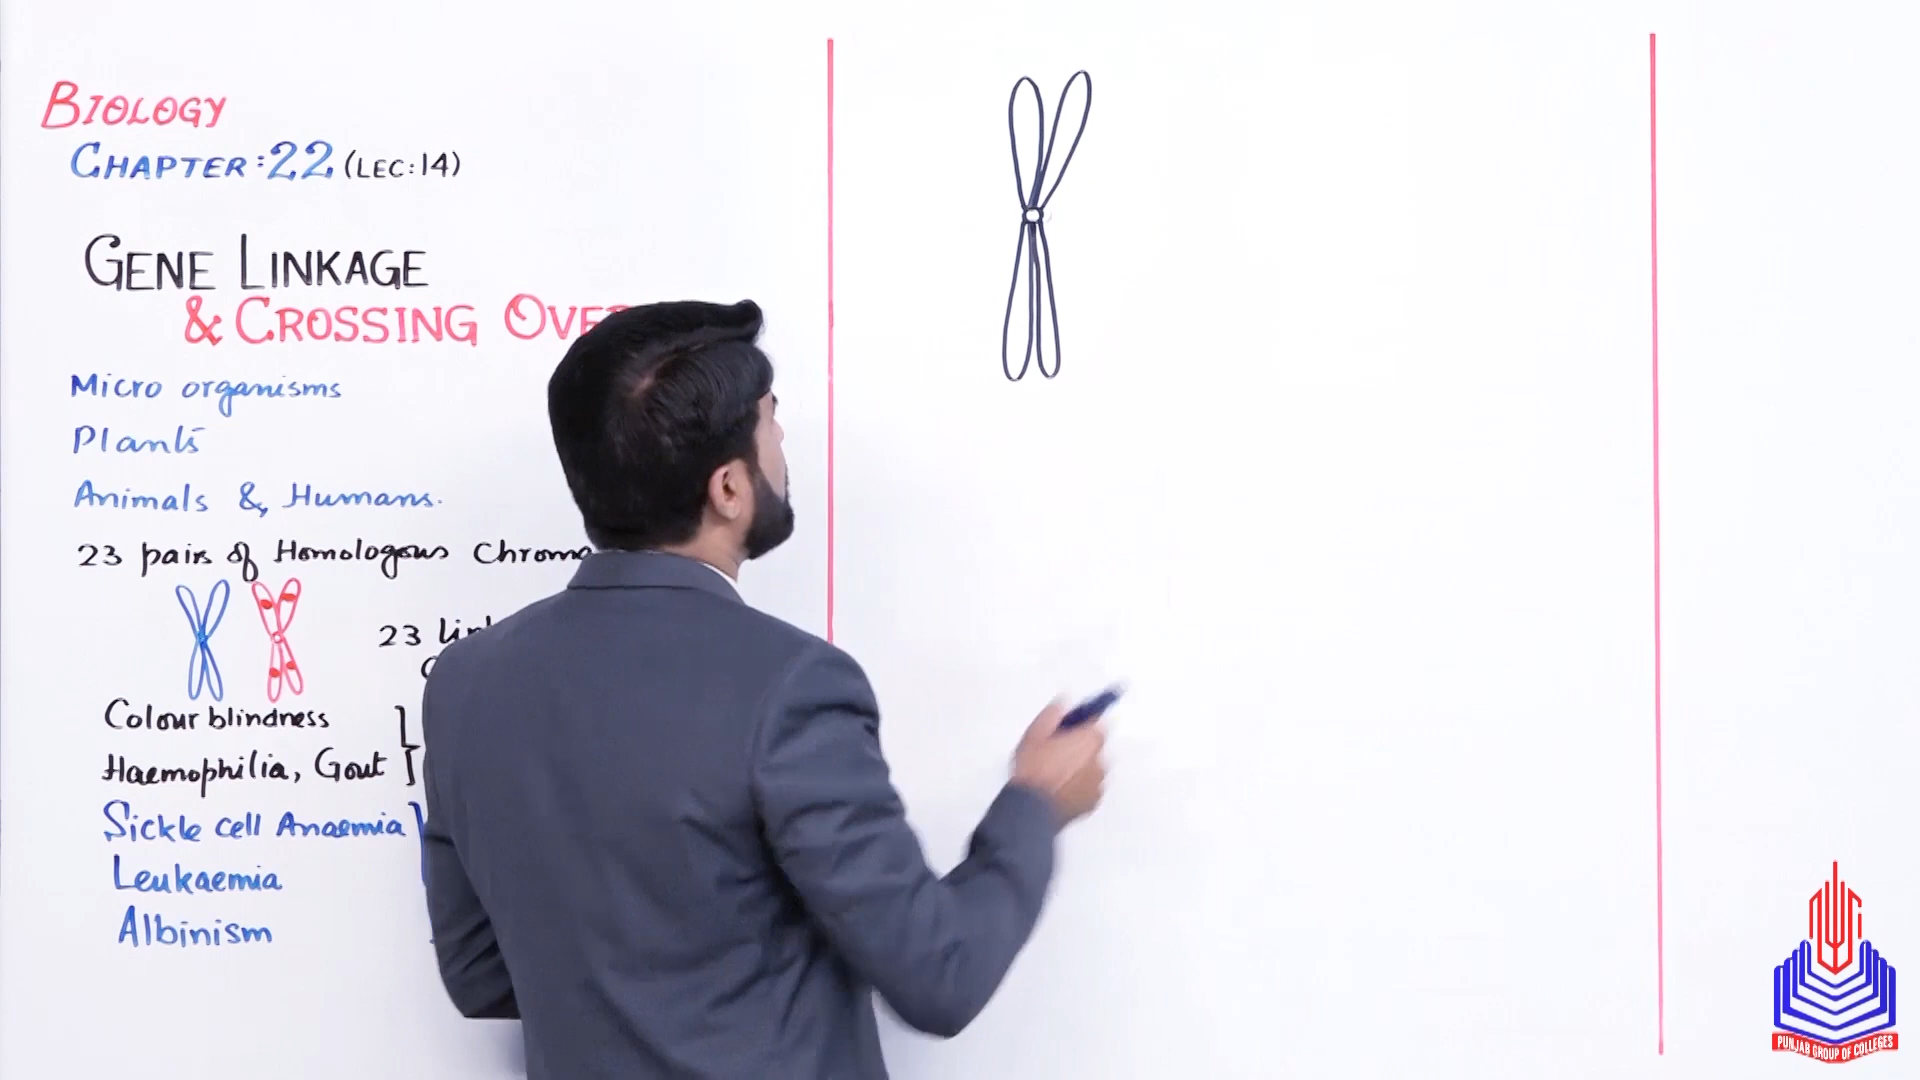 BIOLOGY
CHAPTER:22 (LEC:14)
GENE LINKAGE
& CROSSING
Micro organisms
Plants
Animals & Humans.
23 pairs of Homologous
23
Colour blindness
Haemophilia, Gout
Sickle cell Anaemia
Leukaemia
Albinism
PUNJAB GROUP OF COLLEGES